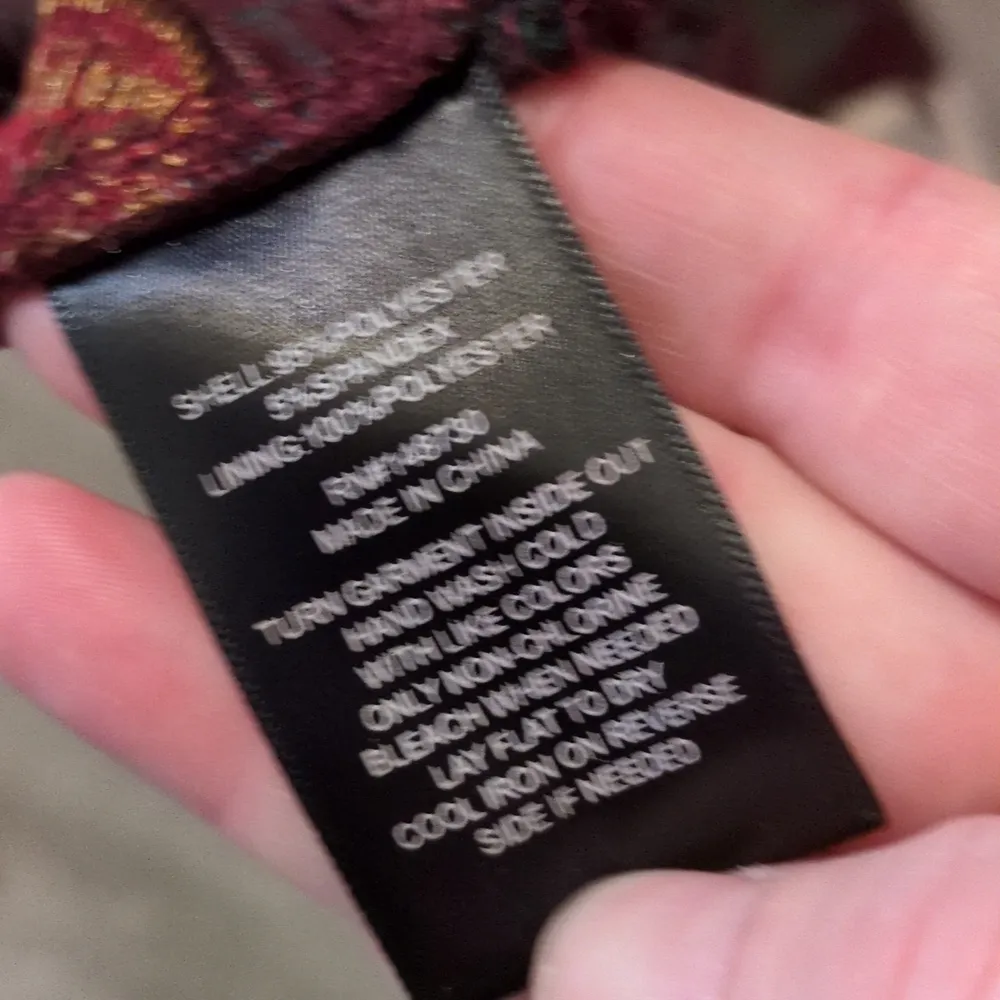 SHELL:95%POLYESTER
5%SPANDEX
LINING:100%POLYESTER
MADE IN CHINA
TURN GARMENT INSIDE OUT
HAND WASH COLD
WITH LIKE COLORS
ONLY NON-CHLORINE
BLEACH WHEN NEEDED
LAY FLAT TO DRY
COOL IRON ON REVERSE
SIDE IF NEEDED